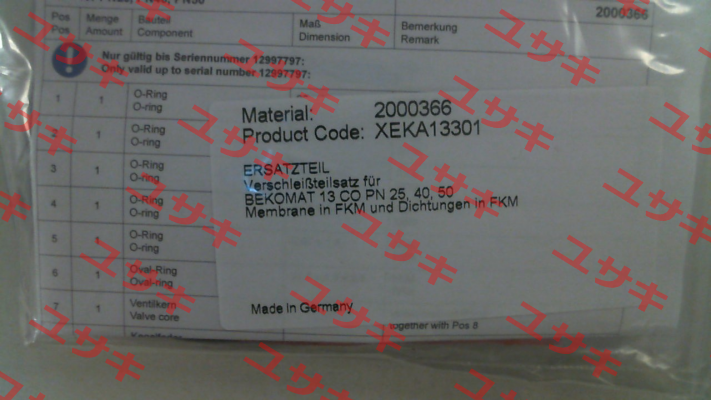 2000366
Pos Menge Bauteil Maß Bemerkung
Pos Amount Component Dimension Remark
Nur gültig bis Seriennummer 12997797:
Only valid up to serial number 12997797:
1 1 O-Ring
O-ring
2 1 O-Ring
O-ring
3 1 O-Ring
O-ring
4 1 O-Ring
O-ring
5 1 O-Ring
O-ring
6 1 Oval-Ring
Oval-ring
7 1 Ventilkern
Valve core
together with Pos 8
Material: 2000366
Product Code: XEKA13301
ERSATZTEIL
Verschleißteilsatz für
BEKOMAT 13 CO PN 25, 40, 50
Membrane in FKM und Dichtungen in FKM
Made in Germany
ユサキ